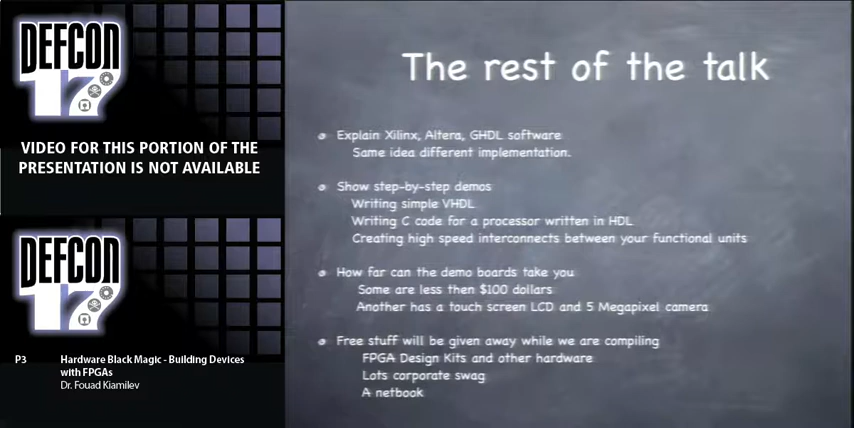 DEFCON
17
VIDEO FOR THIS PORTION OF THE
PRESENTATION IS NOT AVAILABLE
DEFCON
17
P3
Hardware Black Magic - Building Devices
with FPGAs
Dr. Fouad Kiamilev
The rest of the talk
Explain Xilinx, Altera, GHDL software
Same idea different implementation.
Show step-by-step demos
Writing simple VHDL
Writing C code for a processor written in HDL
Creating high speed interconnects between your functional units
How far can the demo boards take you
Some are less then $100 dollars
Another has a touch screen LCD and 5 Megapixel camera
Free stuff will be given away while we are compiling
FPGA Design Kits and other hardware
Lots corporate swag
A netbook